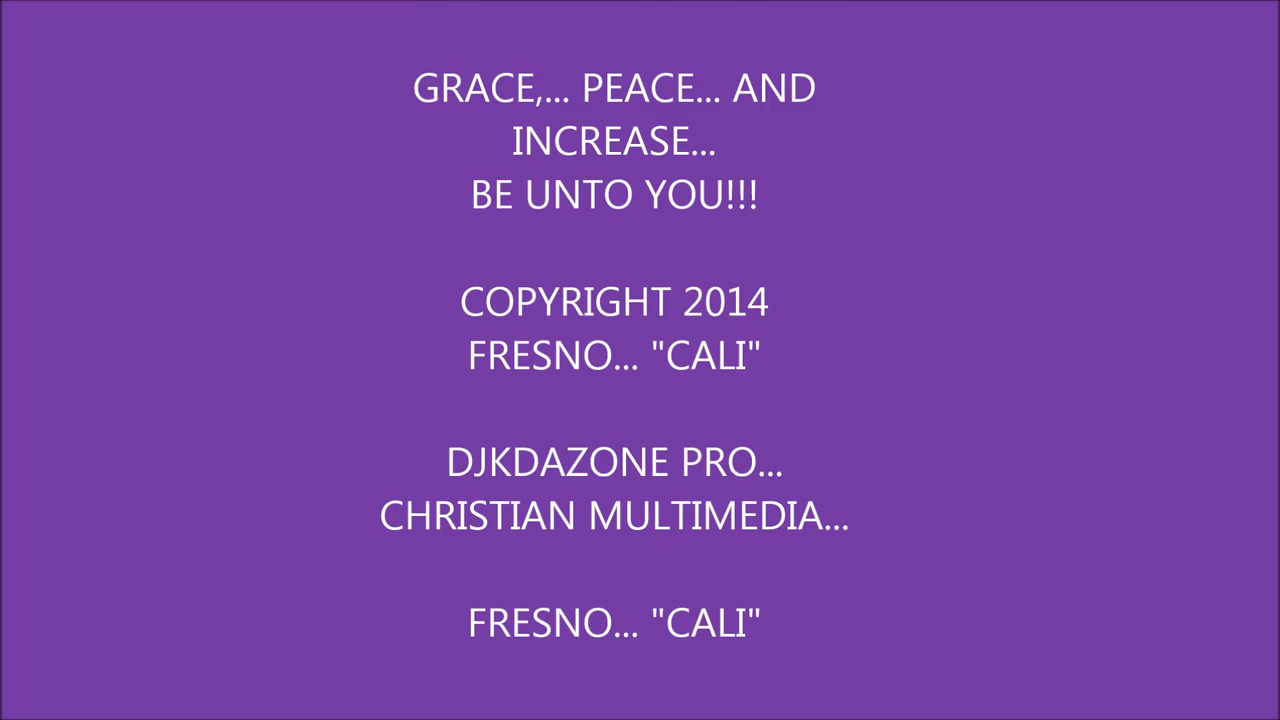 GRACE,... PEACE... AND
INCREASE...
BE UNTO YOU!!!
COPYRIGHT 2014
FRESNO... "CALI"
DJKDAZONE PRO...
CHRISTIAN MULTIMEDIA...
FRESNO... "CALI"